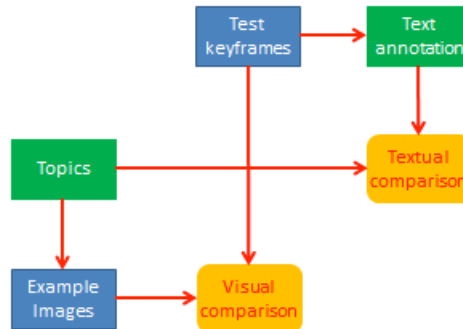 Test
keyframes
Text
annotation
Topics
Textual
comparison
Example
Images
Visual
comparison